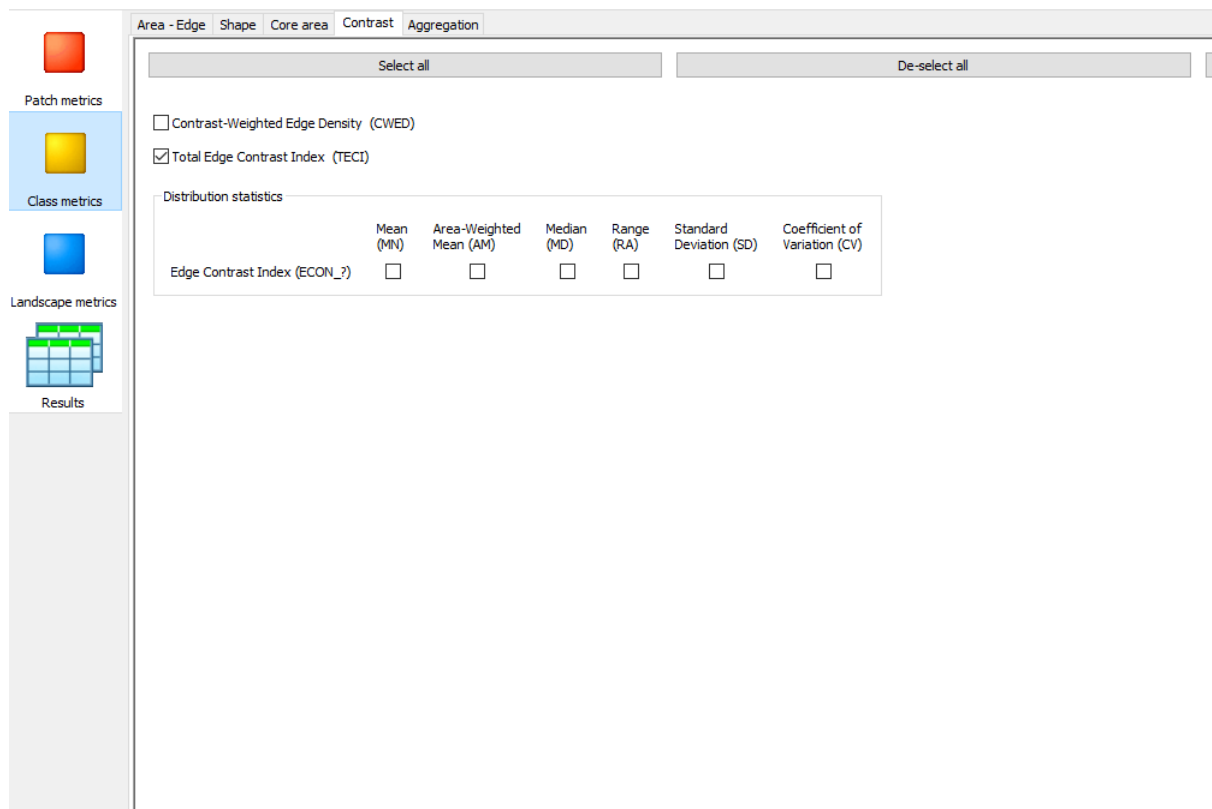 Area - Edge Shape Core area Contrast Aggregation
Select all De-select all
Patch metrics
Contrast-Weighted Edge Density (CWED)
Total Edge Contrast Index (TECI)
Class metrics
Distribution statistics
Mean (MN) Area-Weighted Mean (AM) Median (MD) Range (RA) Standard Deviation (SD) Coefficient of Variation (CV)
Edge Contrast Index (ECON_?)
Landscape metrics
Results